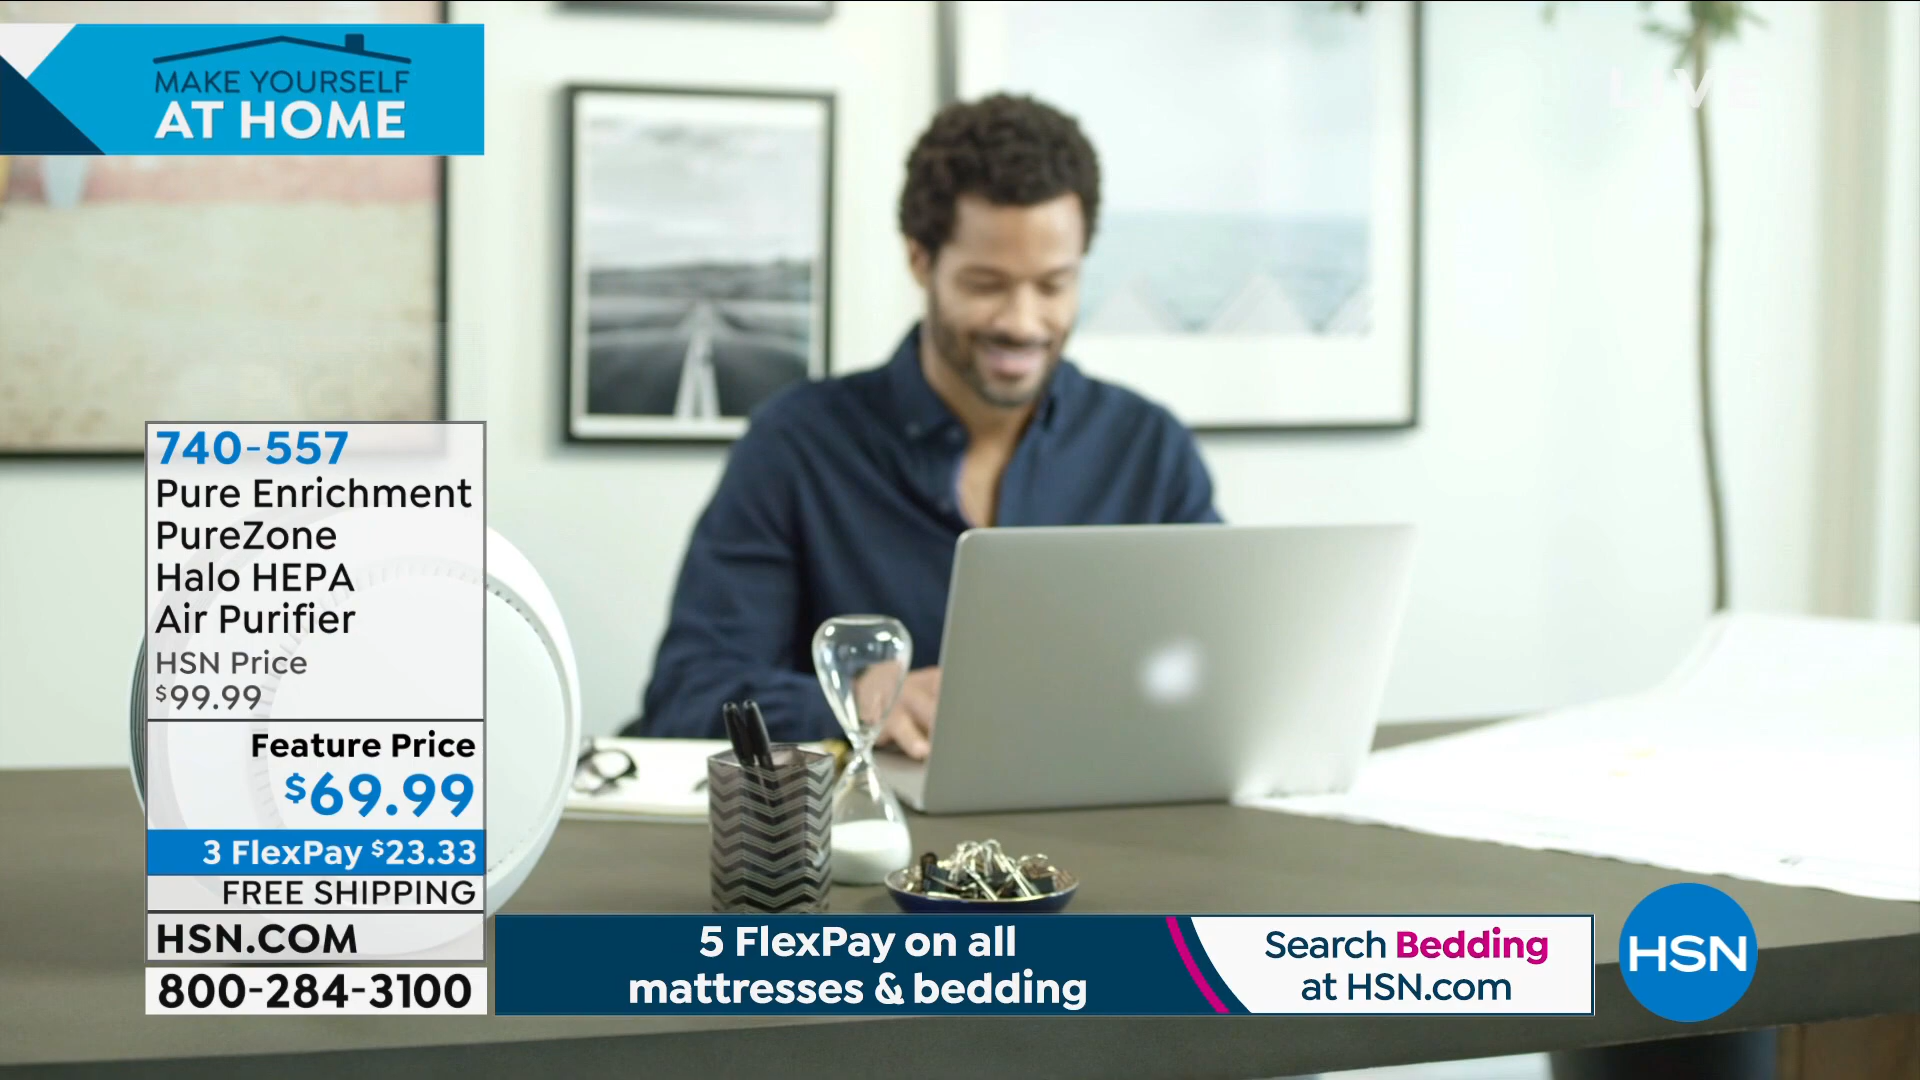 MAKE YOURSELF
AT HOME
LIVE
740-557
Pure Enrichment
PureZone
Halo HEPA
Air Purifier
HSN Price
$99.99
Feature Price
$69.99
3 FlexPay $23.33
FREE SHIPPING
HSN.COM
800-284-3100
5 FlexPay on all
mattresses & bedding
Search Bedding
at HSN.com
HSN